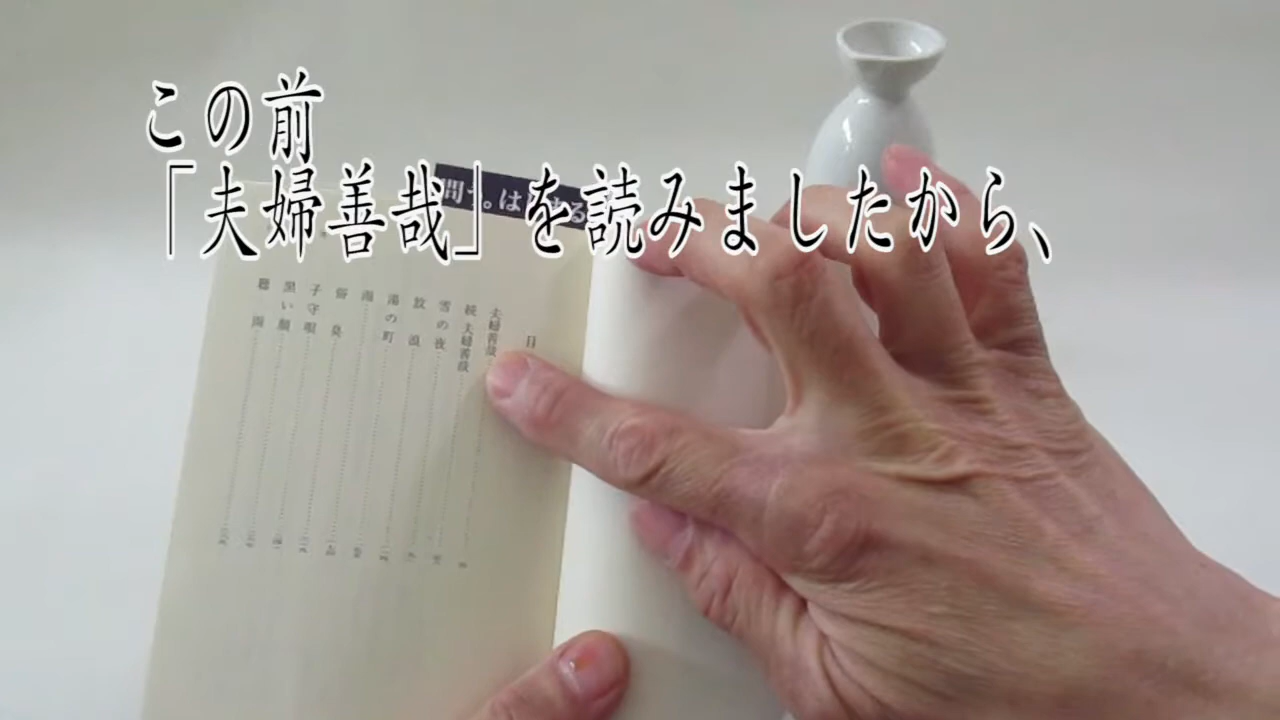 この前
「夫婦善哉」を読みましたから、
夫婦善哉
続 夫婦善哉
雪の夜
放浪
湯の町
雨
俗臭
子守唄
黒い顔
聴雨